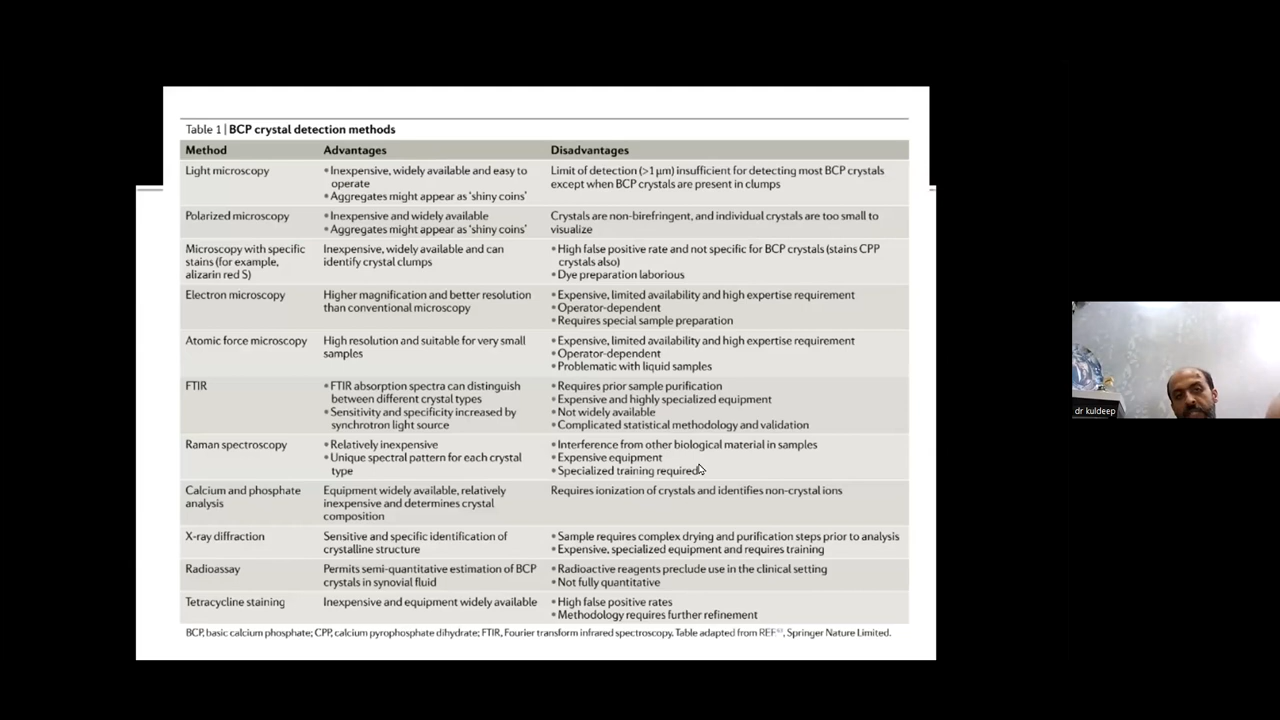 Table 1 | BCP crystal detection methods
Method Advantages Disadvantages
Light microscopy
• Inexpensive, widely available and easy to
operate
• Aggregates might appear as ‘shiny coins’
Limit of detection (>1 μm) insufficient for detecting most BCP crystals
except when BCP crystals are present in clumps
Polarized microscopy
• Inexpensive and widely available
• Aggregates might appear as ‘shiny coins’
Crystals are non-birefringent, and individual crystals are too small to
visualize
Microscopy with specific
stains (for example,
alizarin red S)
Inexpensive, widely available and can
identify crystal clumps
• High false positive rate and not specific for BCP crystals (stains CPP
crystals also)
• Dye preparation laborious
Electron microscopy
Higher magnification and better resolution
than conventional microscopy
• Expensive, limited availability and high expertise requirement
• Operator-dependent
• Requires special sample preparation
Atomic force microscopy
High resolution and suitable for very small
samples
• Expensive, limited availability and high expertise requirement
• Operator-dependent
• Problematic with liquid samples
FTIR
• FTIR absorption spectra can distinguish
between different crystal types
• Sensitivity and specificity increased by
synchrotron light source
• Requires prior sample purification
• Expensive and highly specialized equipment
• Not widely available
• Complicated statistical methodology and validation
Raman spectroscopy
• Relatively inexpensive
• Unique spectral pattern for each crystal
type
• Interference from other biological material in samples
• Expensive equipment
• Specialized training required
Calcium and phosphate
analysis
Equipment widely available, relatively
inexpensive and determines crystal
composition
Requires ionization of crystals and identifies non-crystal ions
X-ray diffraction
Sensitive and specific identification of
crystalline structure
• Sample requires complex drying and purification steps prior to analysis
• Expensive, specialized equipment and requires training
Radioassay
Permits semi-quantitative estimation of BCP
crystals in synovial fluid
• Radioactive reagents preclude use in the clinical setting
• Not fully quantitative
Tetracycline staining
Inexpensive and equipment widely available
• High false positive rates
• Methodology requires further refinement
BCP, basic calcium phosphate; CPP, calcium pyrophosphate dihydrate; FTIR, Fourier transform infrared spectroscopy. Table adapted from REF. , Springer Nature Limited.
dr kuldeep